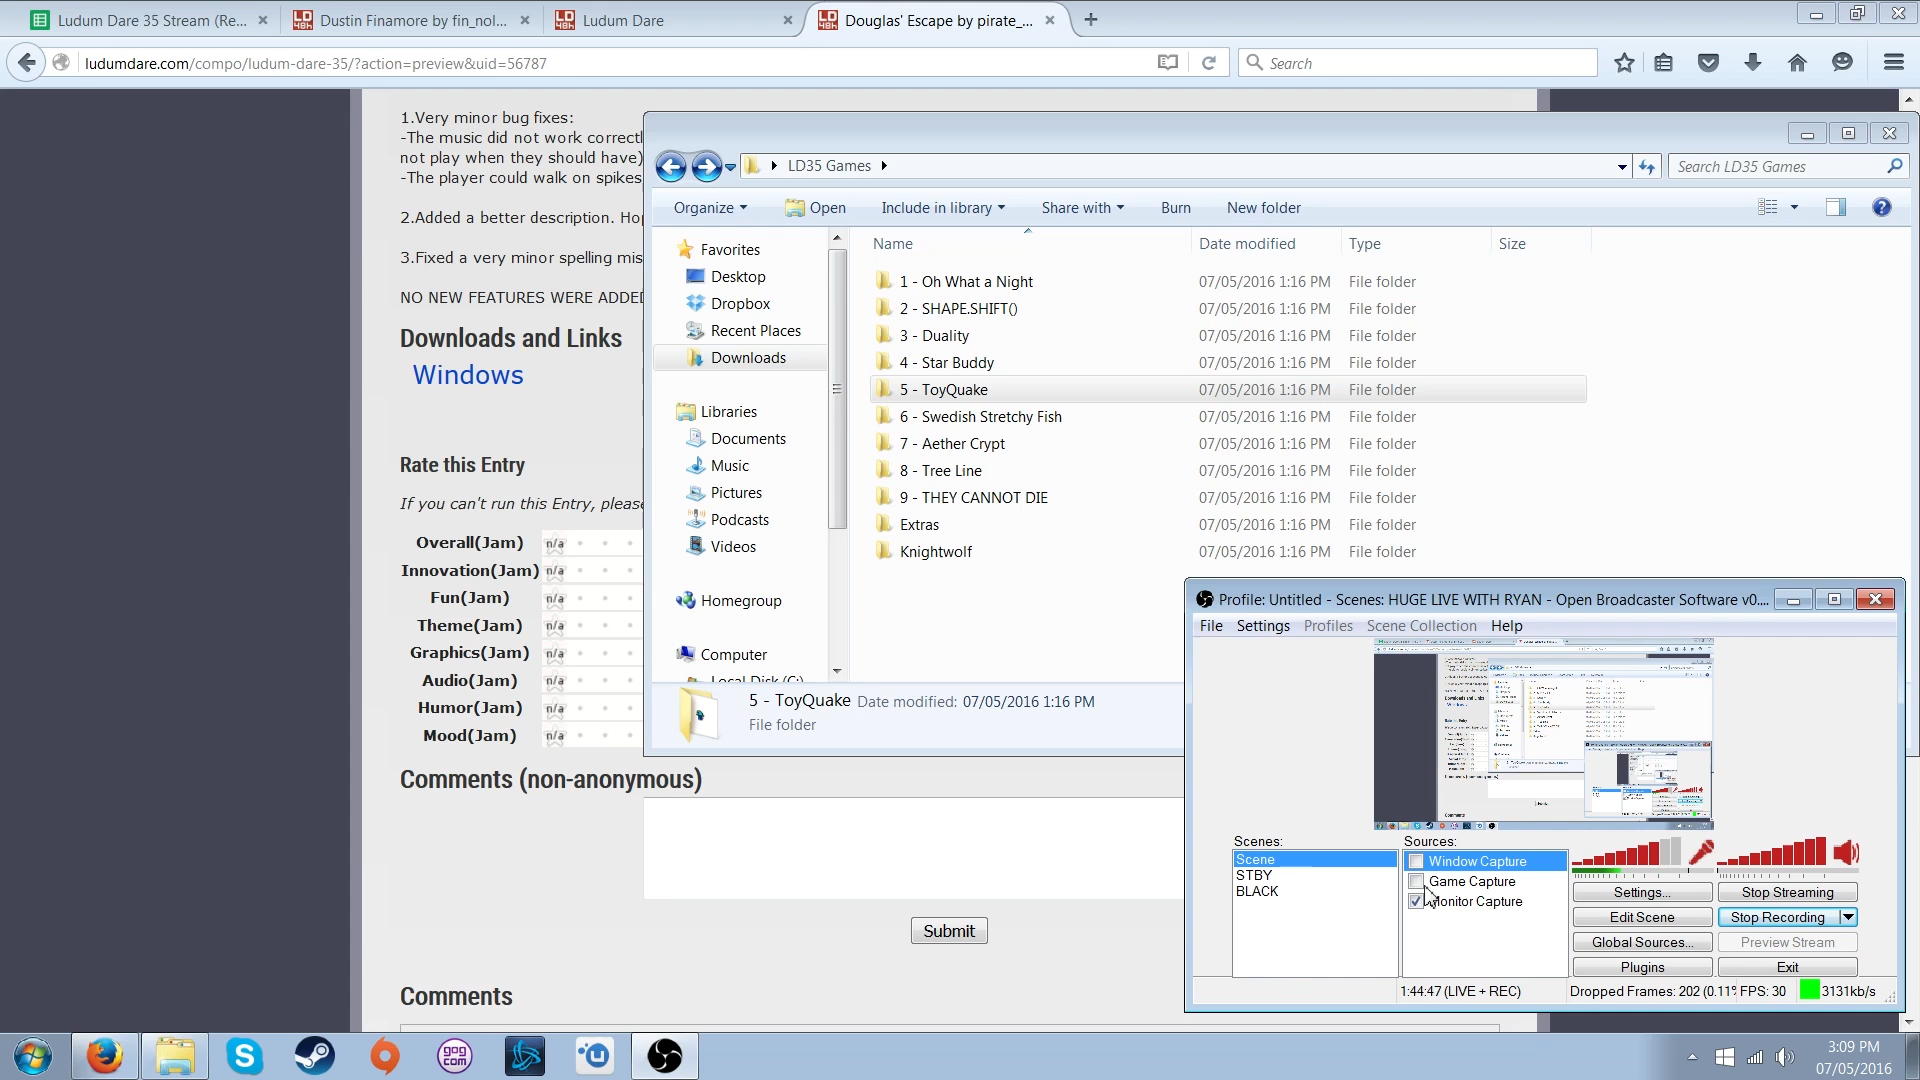 Ludum Dare 35 Stream (Re...
Dustin Finamore by fin_nol...
Ludum Dare
Douglas' Escape by pirate_...
ludumdare.com/compo/ludum-dare-35/?action=preview&uid=56787
Search
1.Very minor bug fixes:
-The music did not work correctl
not play when they should have)
-The player could walk on spikes
2.Added a better description. Ho
3.Fixed a very minor spelling mis
NO NEW FEATURES WERE ADDED
Downloads and Links
Windows
Rate this Entry
If you can't run this Entry, please
Overall(Jam) n/a
Innovation(Jam) n/a
Fun(Jam) n/a
Theme(Jam) n/a
Graphics(Jam) n/a
Audio(Jam) n/a
Humor(Jam) n/a
Mood(Jam) n/a
Comments (non-anonymous)
Submit
Comments
LD35 Games
Search LD35 Games
Organize Open Include in library Share with Burn New folder
Favorites
Desktop
Dropbox
Recent Places
Downloads
Libraries
Documents
Music
Pictures
Podcasts
Videos
Homegroup
Computer
Local Disk (C:)
Name Date modified Type Size
1 - Oh What a Night 07/05/2016 1:16 PM File folder
2 - SHAPE.SHIFT() 07/05/2016 1:16 PM File folder
3 - Duality 07/05/2016 1:16 PM File folder
4 - Star Buddy 07/05/2016 1:16 PM File folder
5 - ToyQuake 07/05/2016 1:16 PM File folder
6 - Swedish Stretchy Fish 07/05/2016 1:16 PM File folder
7 - Aether Crypt 07/05/2016 1:16 PM File folder
8 - Tree Line 07/05/2016 1:16 PM File folder
9 - THEY CANNOT DIE 07/05/2016 1:16 PM File folder
Extras 07/05/2016 1:16 PM File folder
Knightwolf 07/05/2016 1:16 PM File folder
5 - ToyQuake Date modified: 07/05/2016 1:16 PM
File folder
Profile: Untitled - Scenes: HUGE LIVE WITH RYAN - Open Broadcaster Software v0....
File Settings Profiles Scene Collection Help
Scenes:
Scene
STBY
BLACK
Sources:
Window Capture
Game Capture
Monitor Capture
Settings... Stop Streaming
Edit Scene Stop Recording
Global Sources... Preview Stream
Plugins Exit
1:44:47 (LIVE + REC) Dropped Frames: 202 (0.11% FPS: 30 3131kb/s
gog
com
3:09 PM
07/05/2016